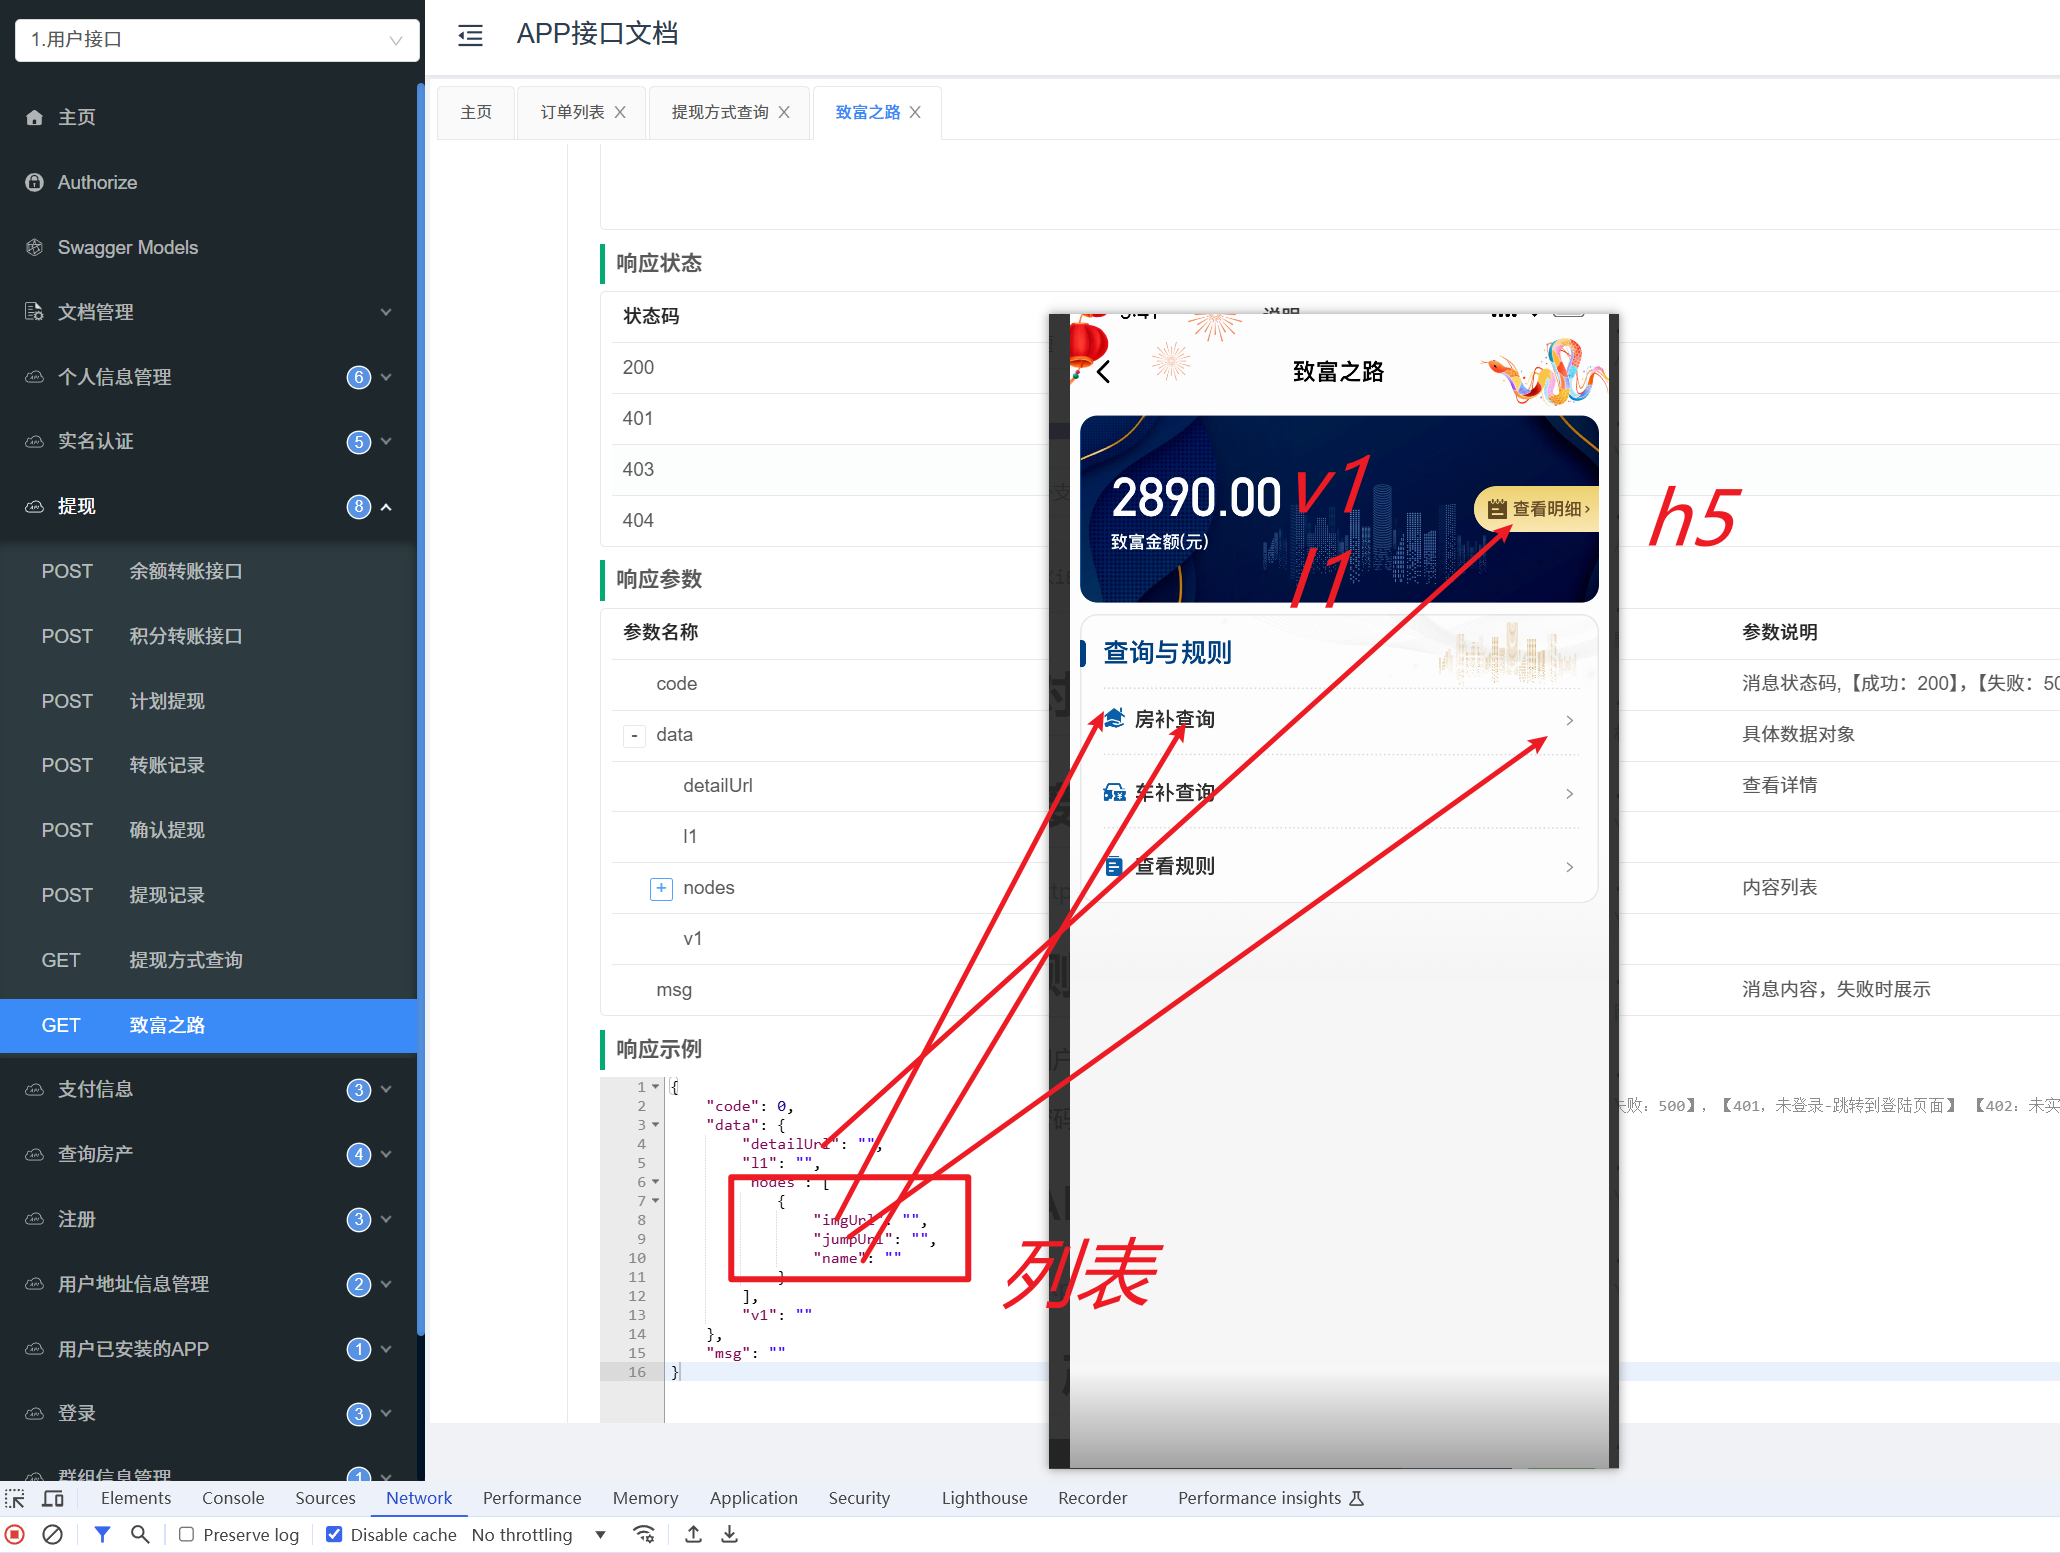 1.用户接口
主页
Authorize
Swagger Models
文档管理
个人信息管理 6
实名认证 5
提现 8
POST 余额转账接口
POST 积分转账接口
POST 计划提现
POST 转账记录
POST 确认提现
POST 提现记录
GET 提现方式查询
GET 致富之路
支付信息 3
查询房产 4
注册 3
用户地址信息管理 2
用户已安装的APP 1
登录 3
群组信息管理 1
APP接口文档
主页 订单列表 提现方式查询 致富之路
响应状态
状态码 说明
200
401
403
404
响应参数
参数名称 参数说明
code 消息状态码,【成功：200】，【失败：50
- data 具体数据对象
detailUrl 查看详情
l1
+ nodes 内容列表
v1
msg 消息内容，失败时展示
响应示例
1 {
2 "code": 0,
3 "data": {
4 "detailUrl": "",
5 "l1": "",
6 "nodes": [
7 {
8 "imgUrl": "",
9 "jumpUrl": "",
10 "name": ""
11 }
12 ],
13 "v1": ""
14 },
15 "msg": ""
16 }
失败：500】，【401，未登录-跳转到登陆页面】 【402：未实
列表
9:41
致富之路
2890.00
v1
致富金额(元)
l1
查看明细
h5
查询与规则
房补查询
车补查询
查看规则
Elements Console Sources Network Performance Memory Application Security Lighthouse Recorder Performance insights
Preserve log Disable cache No throttling